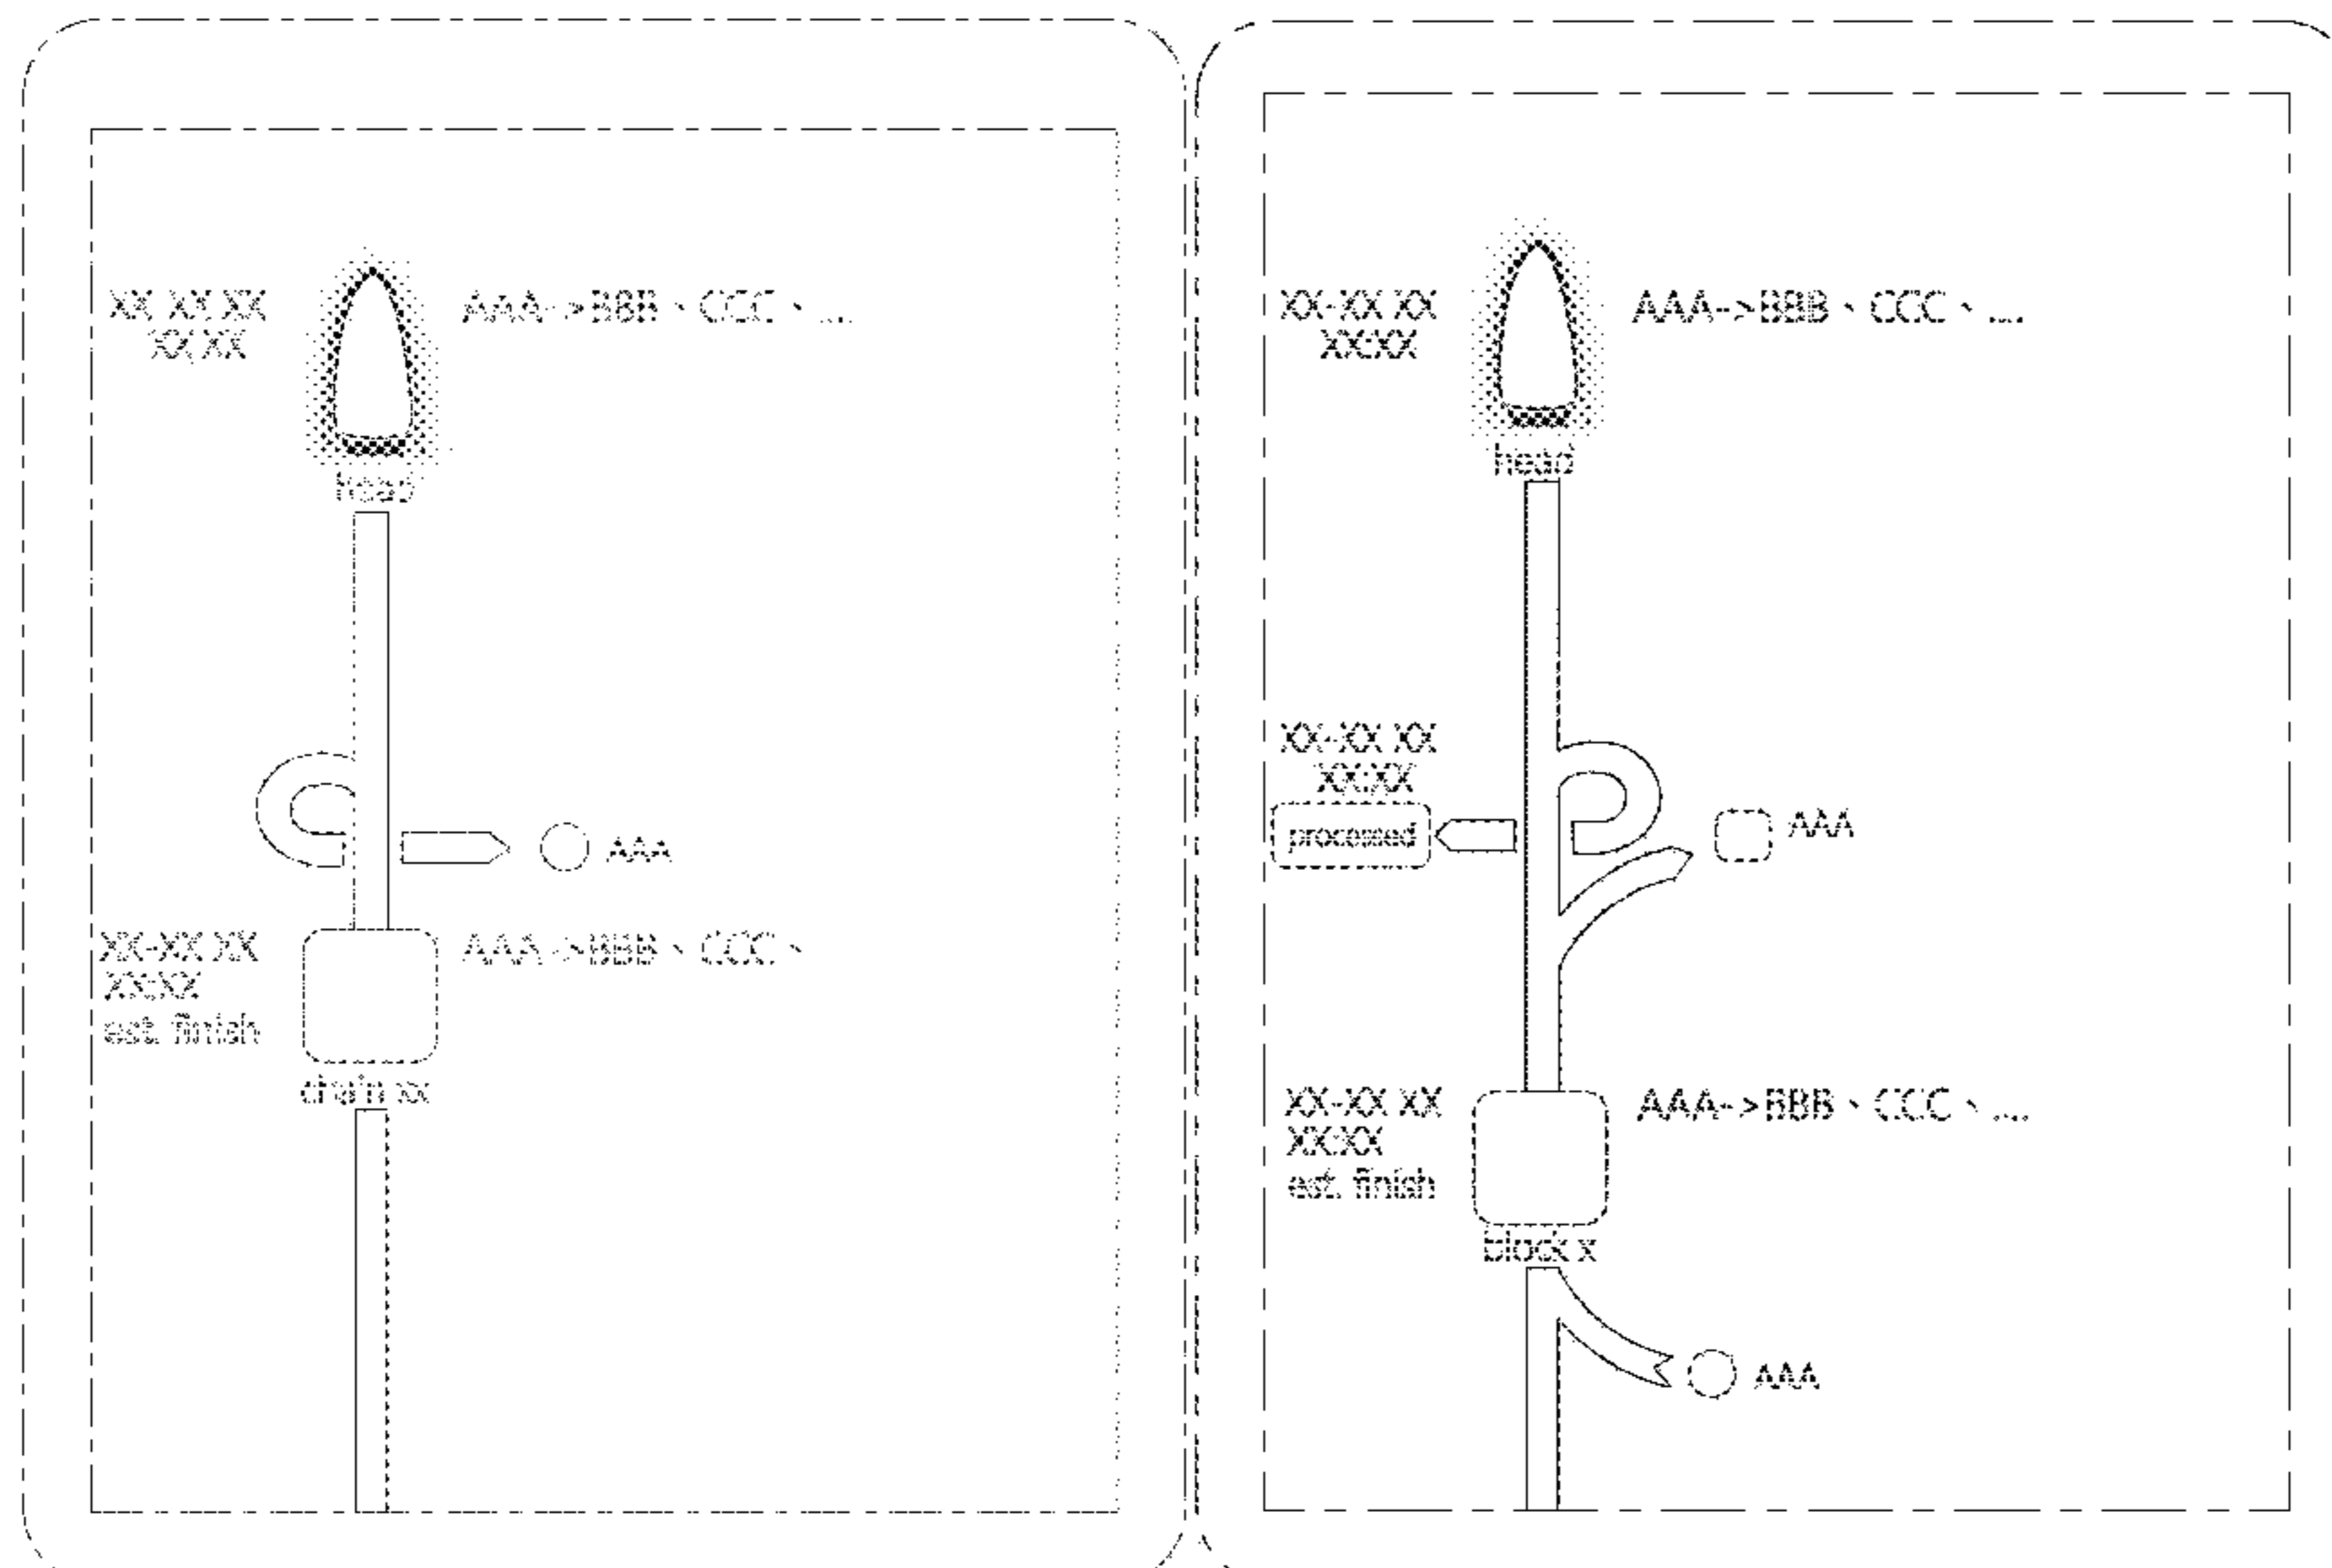 XX-XX XX
XX:XX
AAA->BBB、CCC、...
head
AAA
XX-XX XX
XX:XX
est. finish
AAA->BBB、CCC、
chain xx
XX-XX XX
XX:XX
AAA->BBB、CCC、...
head
XX-XX XX
XX:XX
processed
AAA
XX-XX XX
XX:XX
est. finish
AAA->BBB、CCC、...
block x
AAA